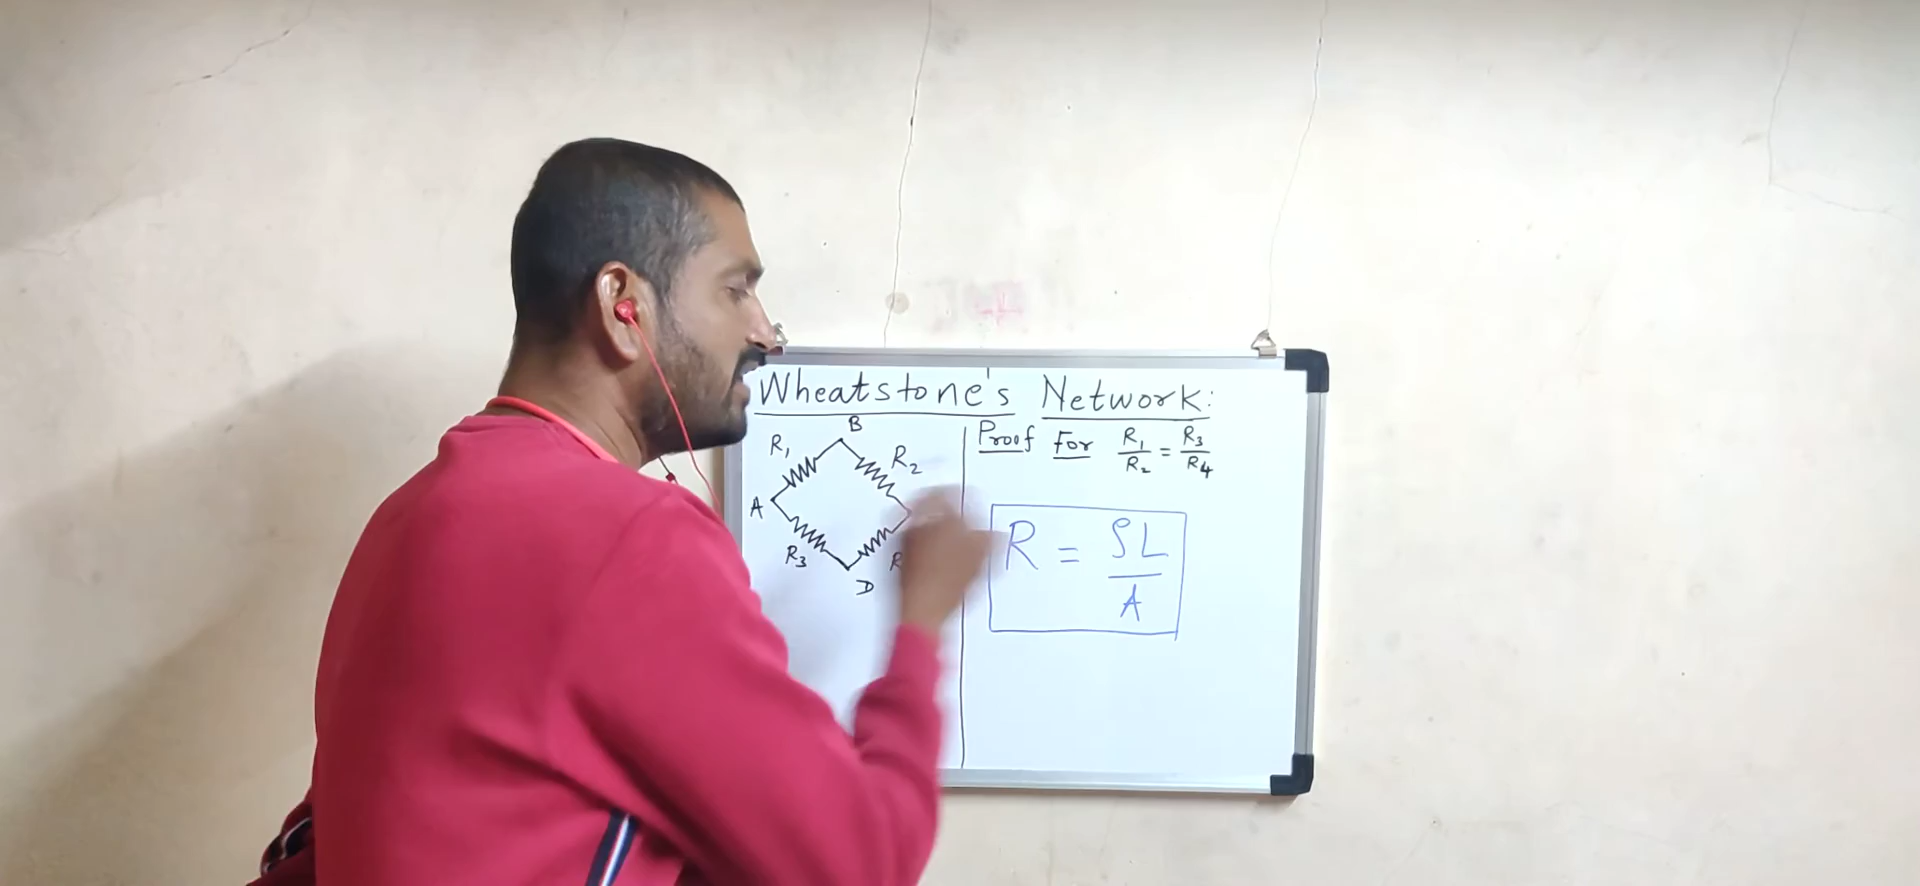 Wheatstone's Network:
B
R₁
R₂
A
R₃
R
D
Proof For R₁/R₂ = R₃/R₄
R = ρL/A